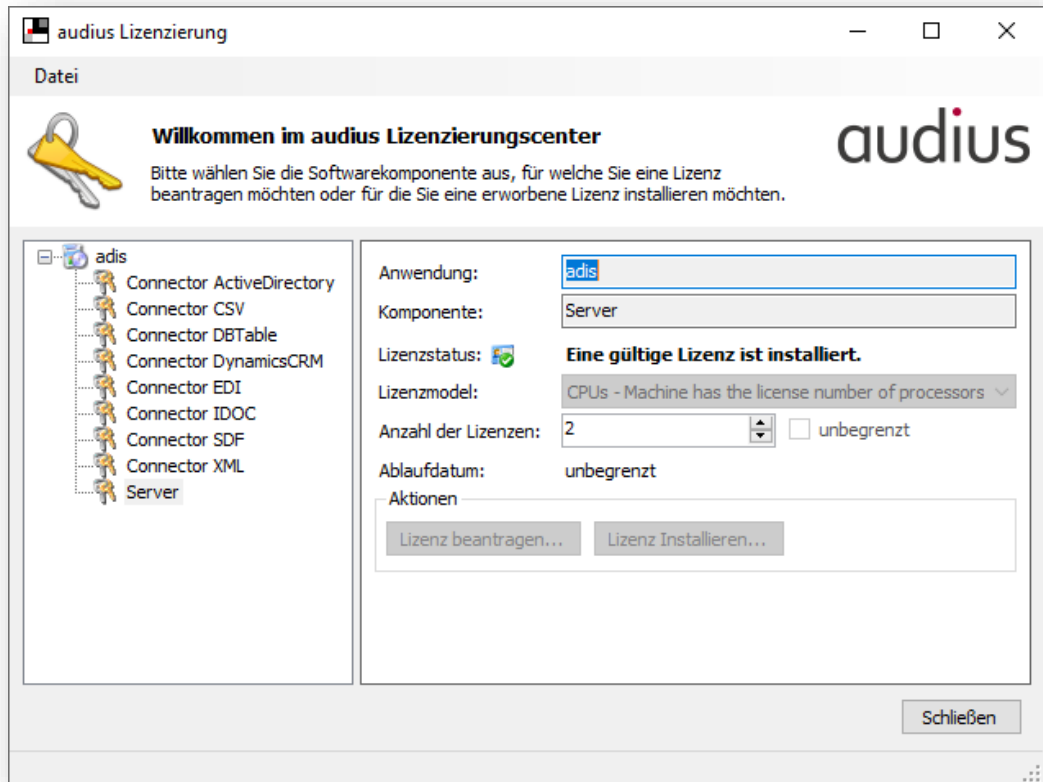 audius Lizenzierung
Datei
Willkommen im audius Lizenzierungscenter
Bitte wählen Sie die Softwarekomponente aus, für welche Sie eine Lizenz
beantragen möchten oder für die Sie eine erworbene Lizenz installieren möchten.
audius
adis
Connector ActiveDirectory
Connector CSV
Connector DBTable
Connector DynamicsCRM
Connector EDI
Connector IDOC
Connector SDF
Connector XML
Server
Anwendung: adis
Komponente: Server
Lizenzstatus: Eine gültige Lizenz ist installiert.
Lizenzmodel: CPUs - Machine has the license number of processors
Anzahl der Lizenzen: 2 unbegrenzt
Ablaufdatum: unbegrenzt
Aktionen
Lizenz beantragen... Lizenz Installieren...
Schließen